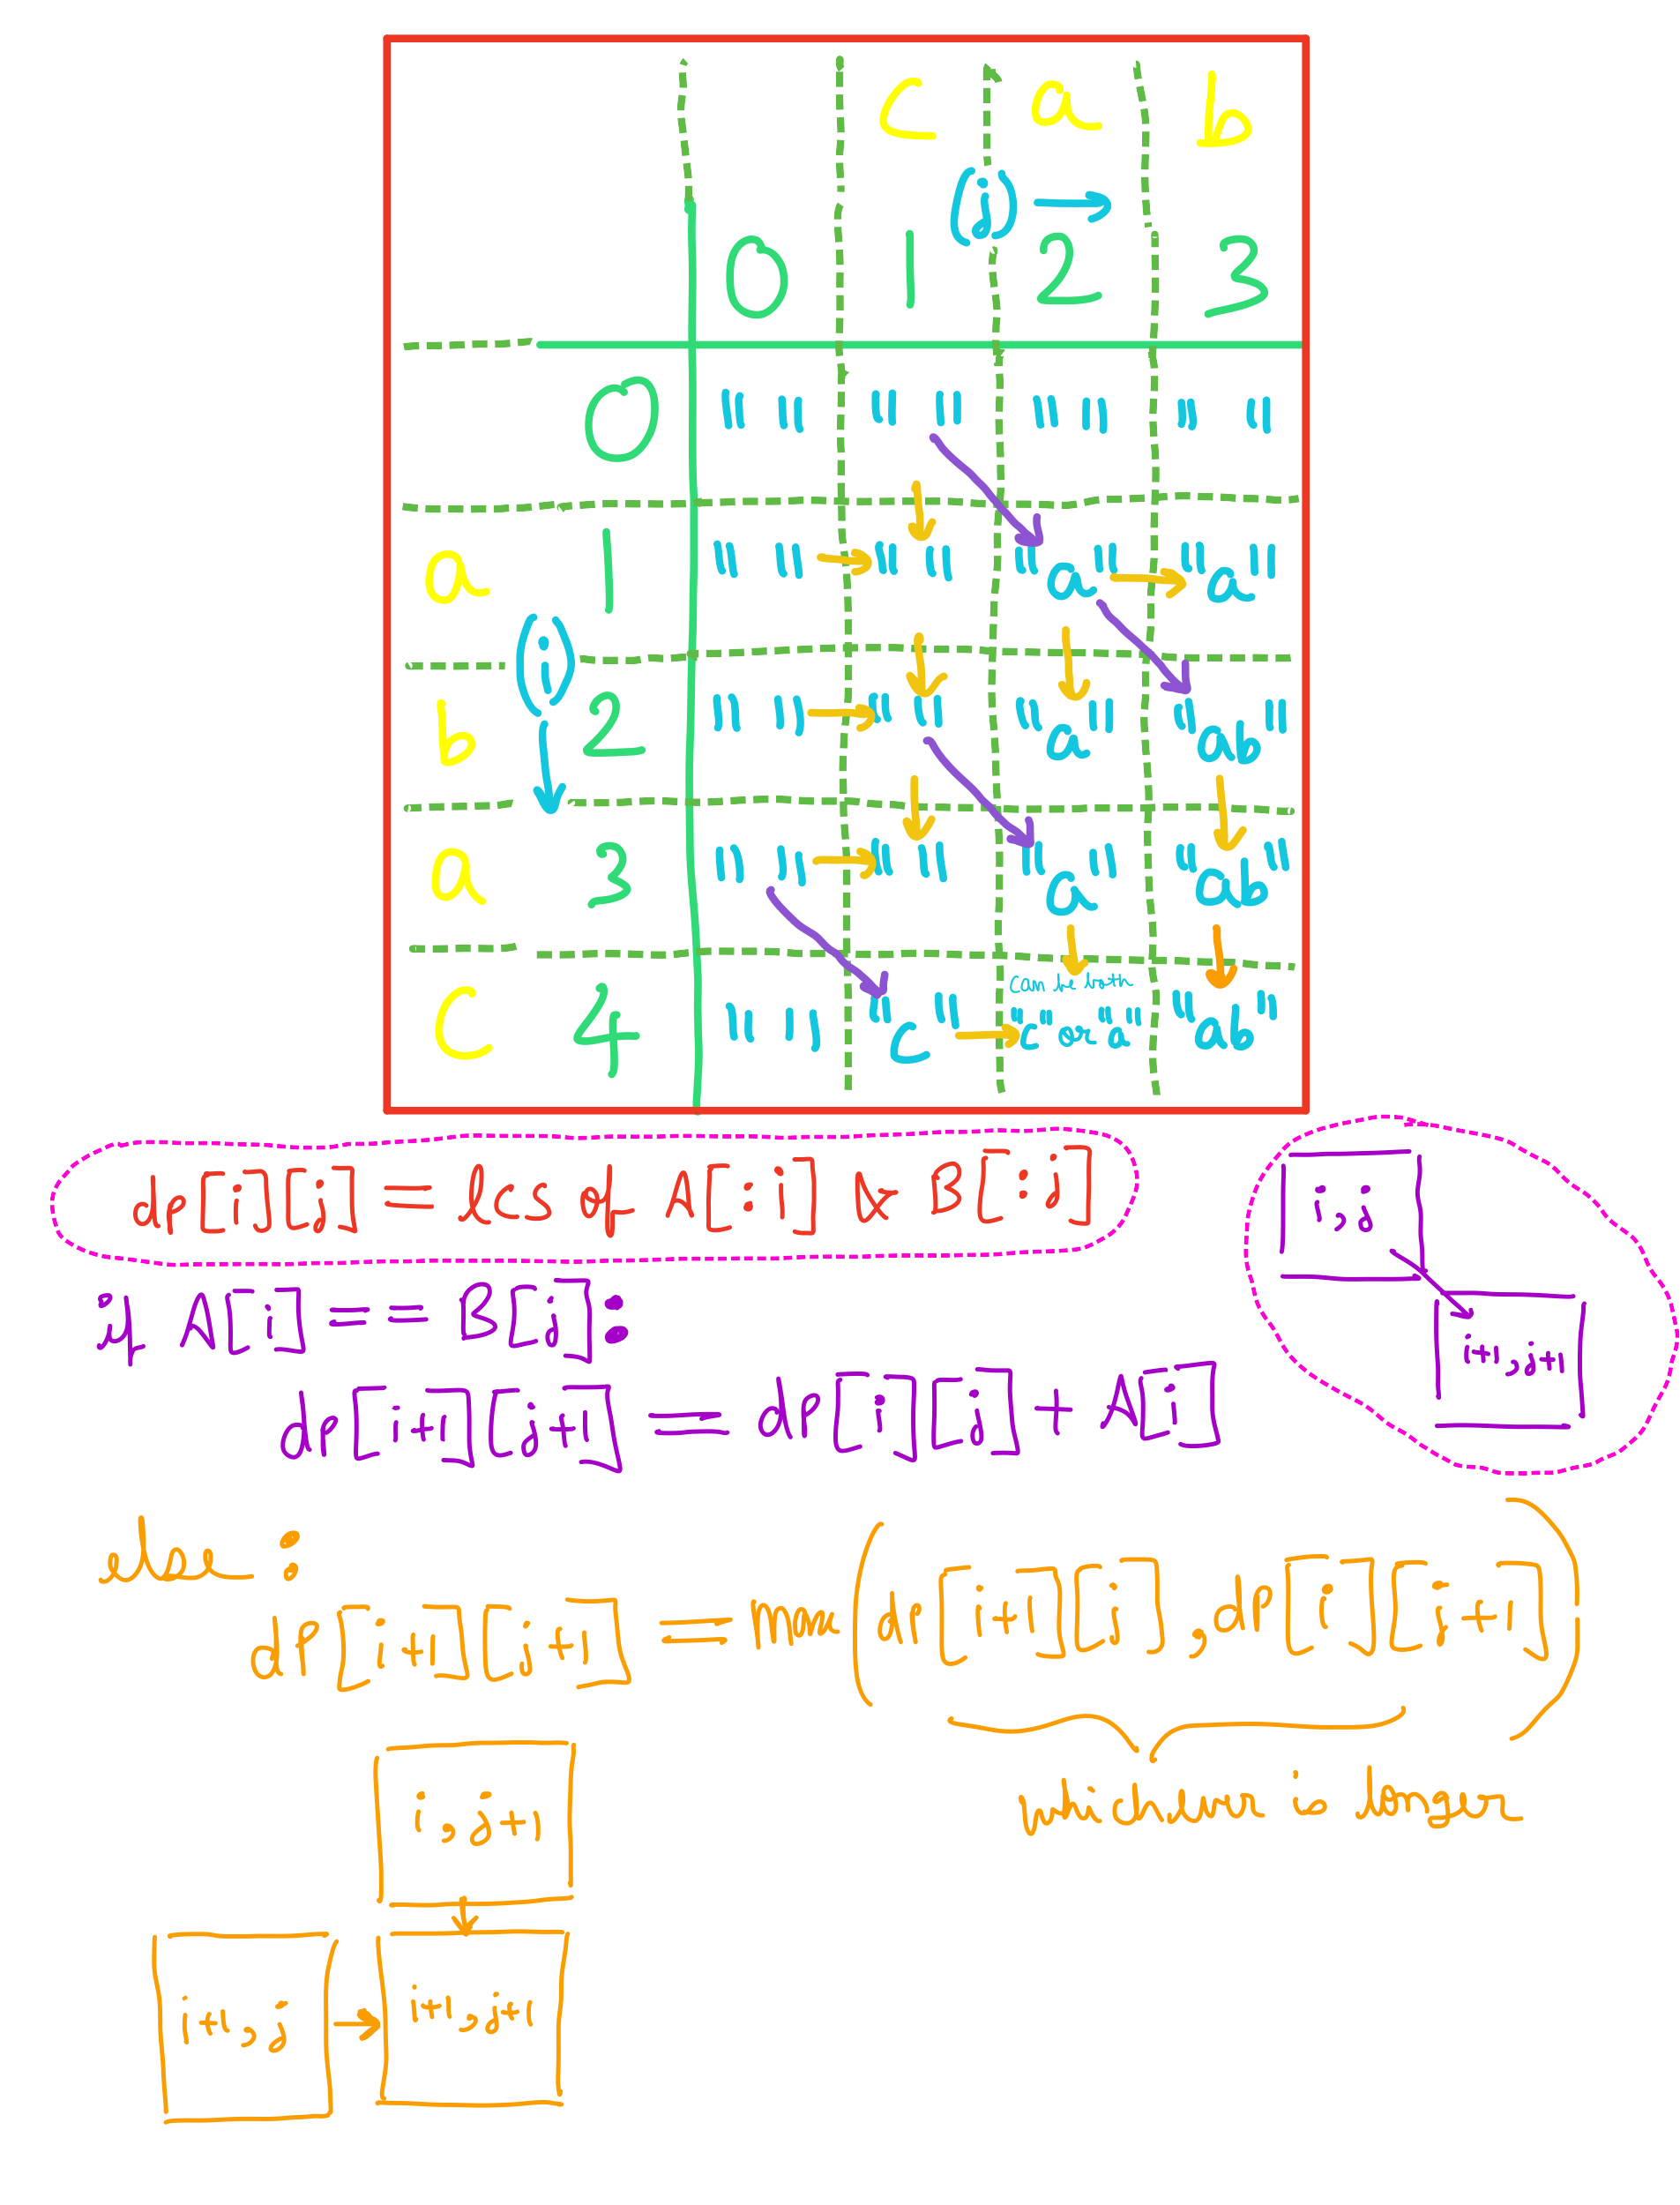 c a b
(j) →
0 1 2 3
0 " " " " " " " "
a 1 " " → " " "a" → "a"
(i)
b 2 " " → " " "a" "ab"
a 3 " " → " " "a" "ab"
can be both
c 4 " " "c" → "c" or "a" "ab"
dp[i][j] = lcs of A[:i] & B[:j]
i,j
if A[i] == B[j]:
i+1,j+1
dp[i+1][j+1] = dp[i][j] + A[i]
else :
dp[i+1][j+1] = max(dp[i+1][i], dp[i][j+1])
whichever is longer
i,j+1
i+1,j → i+1,j+1